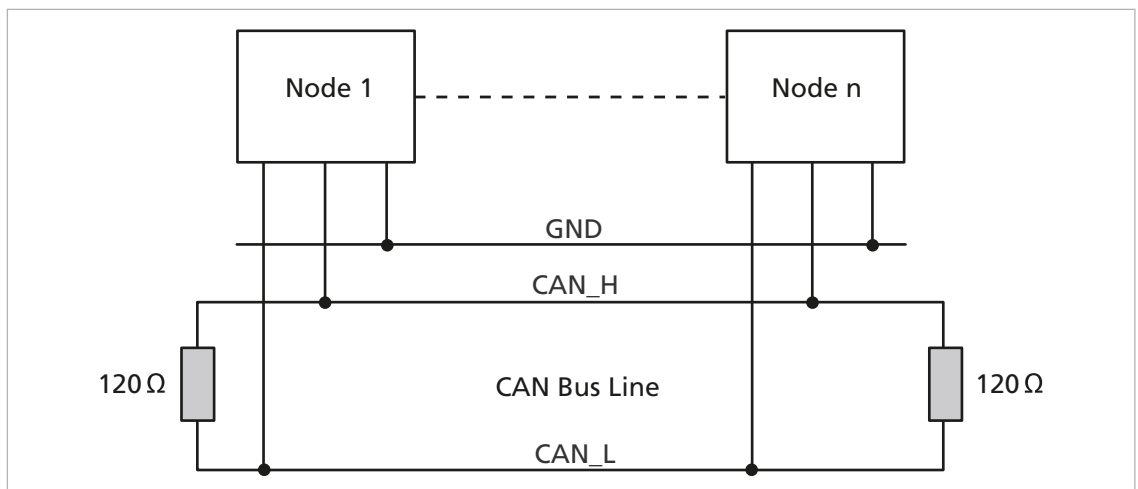 Node 1
Node n
GND
CAN_H
120 Ω
CAN Bus Line
120 Ω
CAN_L